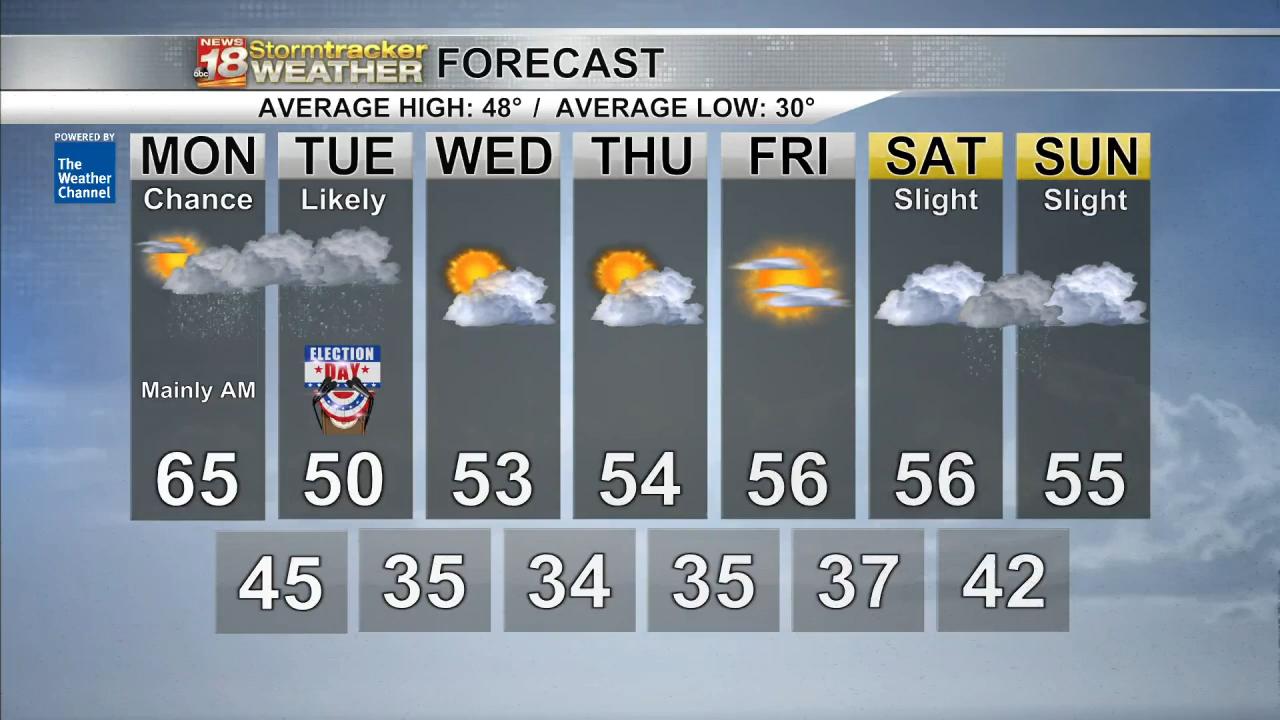 NEWS
abc 18
Stormtracker
WEATHER
FORECAST
AVERAGE HIGH: 48° / AVERAGE LOW: 30°
POWERED BY
The
Weather
Channel
MON TUE WED THU FRI SAT SUN
Chance Likely Slight Slight
ELECTION
DAY
Mainly AM
65 50 53 54 56 56 55
45 35 34 35 37 42